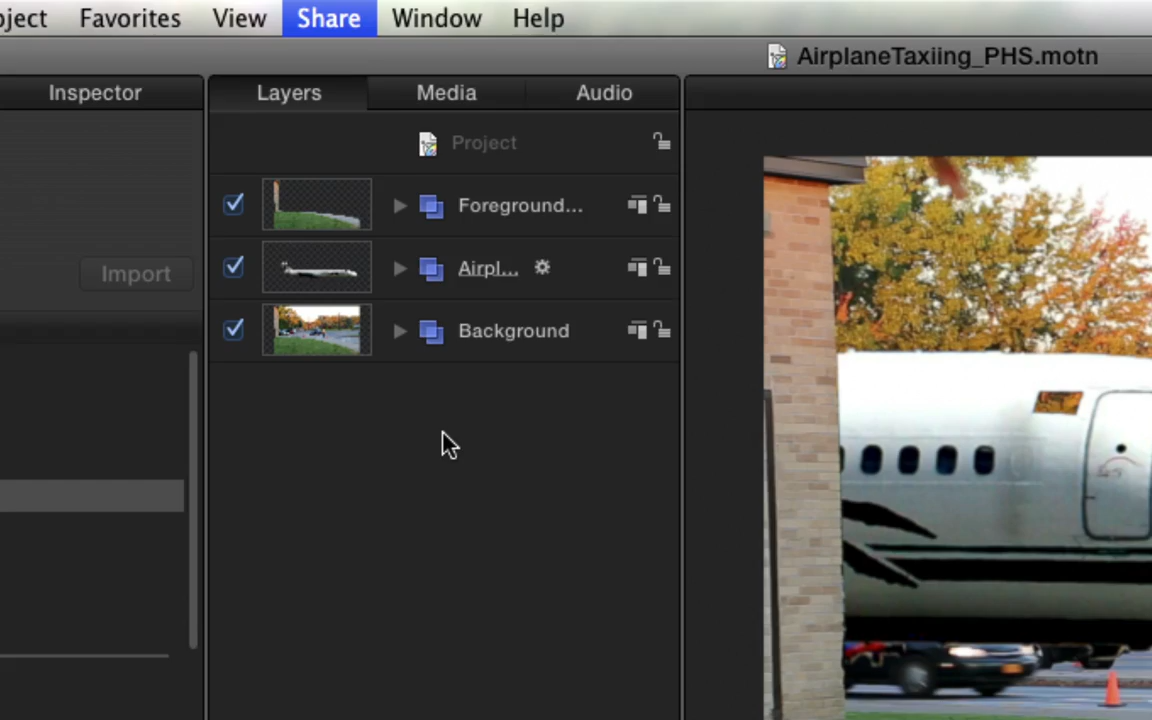 oject Favorites View Share Window Help
AirplaneTaxiing_PHS.motn
Inspector Layers Media Audio
Project
Foreground...
Import
Airpl...
Background